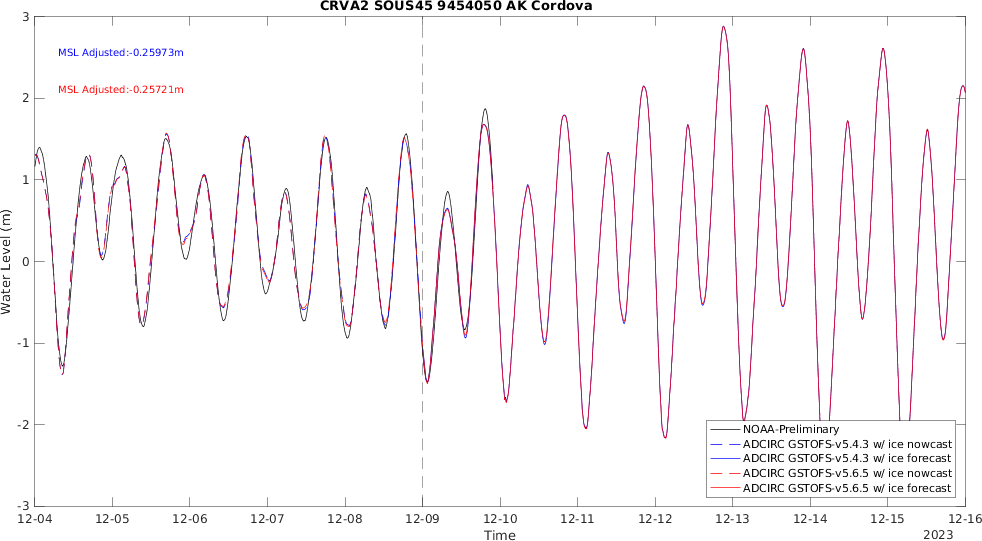 CRVA2 SOUS45 9454050 AK Cordova
3
MSL Adjusted:-0.25973m
MSL Adjusted:-0.25721m
2
1
0
-1
-2
-3
Water Level (m)
NOAA-Preliminary
ADCIRC GSTOFS-v5.4.3 w/ ice nowcast
ADCIRC GSTOFS-v5.4.3 w/ ice forecast
ADCIRC GSTOFS-v5.6.5 w/ ice nowcast
ADCIRC GSTOFS-v5.6.5 w/ ice forecast
12-04 12-05 12-06 12-07 12-08 12-09 12-10 12-11 12-12 12-13 12-14 12-15 12-16
Time
2023